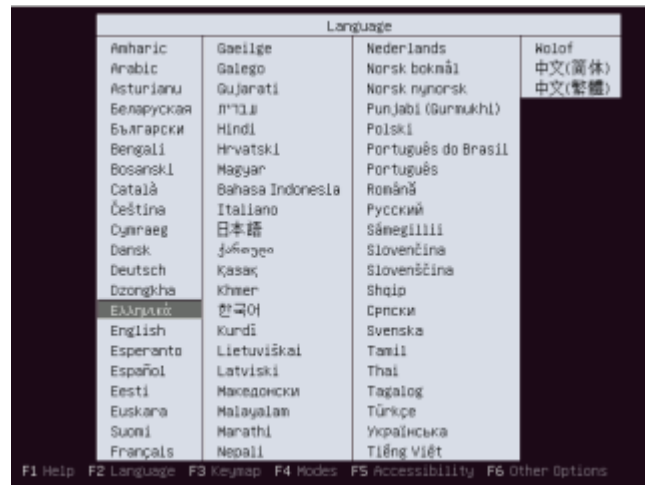 Language
Amharic
Arabic
Asturianu
Беларуская
Български
Bengali
Bosanski
Català
Čeština
Cymraeg
Dansk
Deutsch
Dzongkha
Ελληνικά
English
Esperanto
Español
Eesti
Euskara
Suomi
Français
Gaeilge
Galego
Gujarati
עברית
Hindi
Hrvatski
Magyar
Bahasa Indonesia
Italiano
日本語
ქართული
Қазақ
Khmer
한국어
Kurdî
Lietuviškai
Latviski
Македонски
Malayalam
Marathi
Nepali
Nederlands
Norsk bokmål
Norsk nynorsk
Punjabi (Gurmukhi)
Polski
Português do Brasil
Português
Română
Русский
Sámegillii
Slovenčina
Slovenščina
Shqip
Српски
Svenska
Tamil
Thai
Tagalog
Türkçe
Українська
Tiếng Việt
Wolof
中文(简体)
中文(繁體)
F1 Help F2 Language F3 Keymap F4 Modes F5 Accessibility F6 Other Options